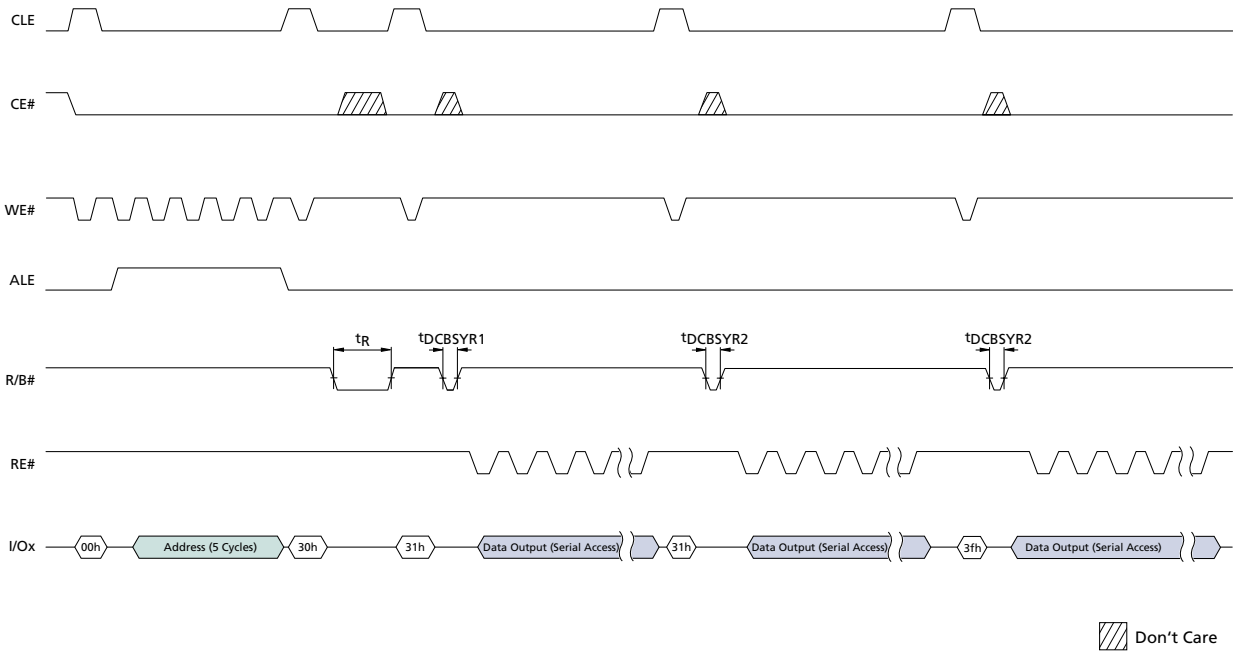 CLE
CE#
WE#
ALE
tR tDCBSYR1 tDCBSYR2 tDCBSYR2
R/B#
RE#
I/Ox 00h Address (5 Cycles) 30h 31h Data Output (Serial Access) 31h Data Output (Serial Access) 3fh Data Output (Serial Access)
Don't Care